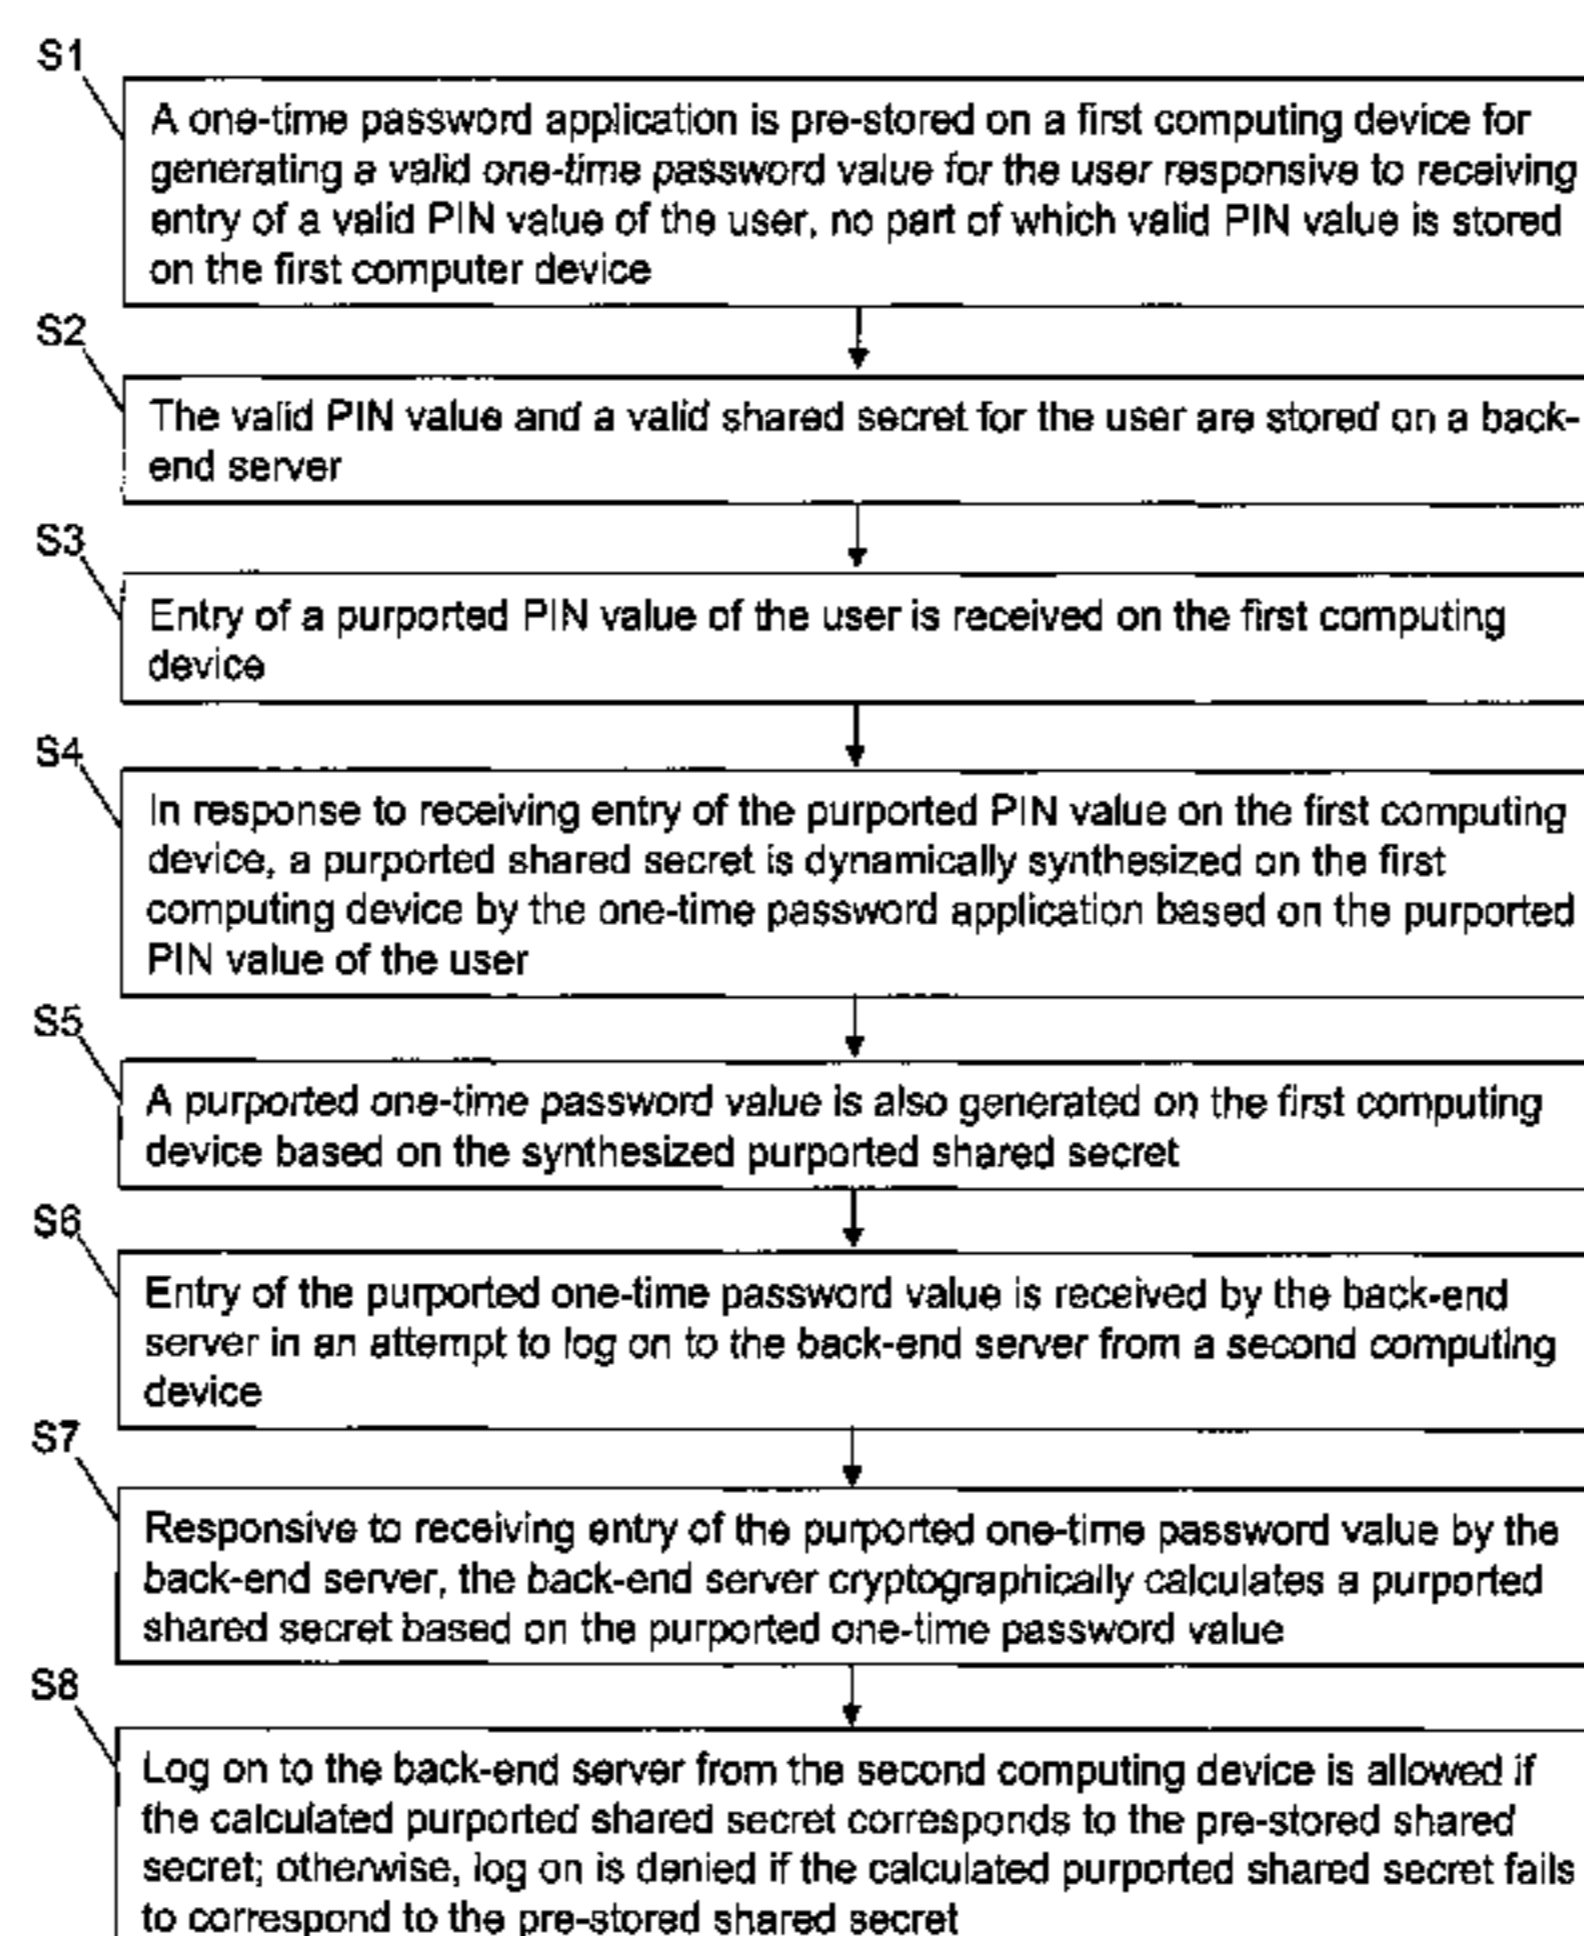 S1
A one-time password application is pre-stored on a first computing device for
generating a valid one-time password value for the user responsive to receiving
entry of a valid PIN value of the user, no part of which valid PIN value is stored
on the first computer device
S2
The valid PIN value and a valid shared secret for the user are stored on a back-
end server
S3
Entry of a purported PIN value of the user is received on the first computing
device
S4
In response to receiving entry of the purported PIN value on the first computing
device, a purported shared secret is dynamically synthesized on the first
computing device by the one-time password application based on the purported
PIN value of the user
S5
A purported one-time password value is also generated on the first computing
device based on the synthesized purported shared secret
S6
Entry of the purported one-time password value is received by the back-end
server in an attempt to log on to the back-end server from a second computing
device
S7
Responsive to receiving entry of the purported one-time password value by the
back-end server, the back-end server cryptographically calculates a purported
shared secret based on the purported one-time password value
S8
Log on to the back-end server from the second computing device is allowed if
the calculated purported shared secret corresponds to the pre-stored shared
secret; otherwise, log on is denied if the calculated purported shared secret fails
to correspond to the pre-stored shared secret